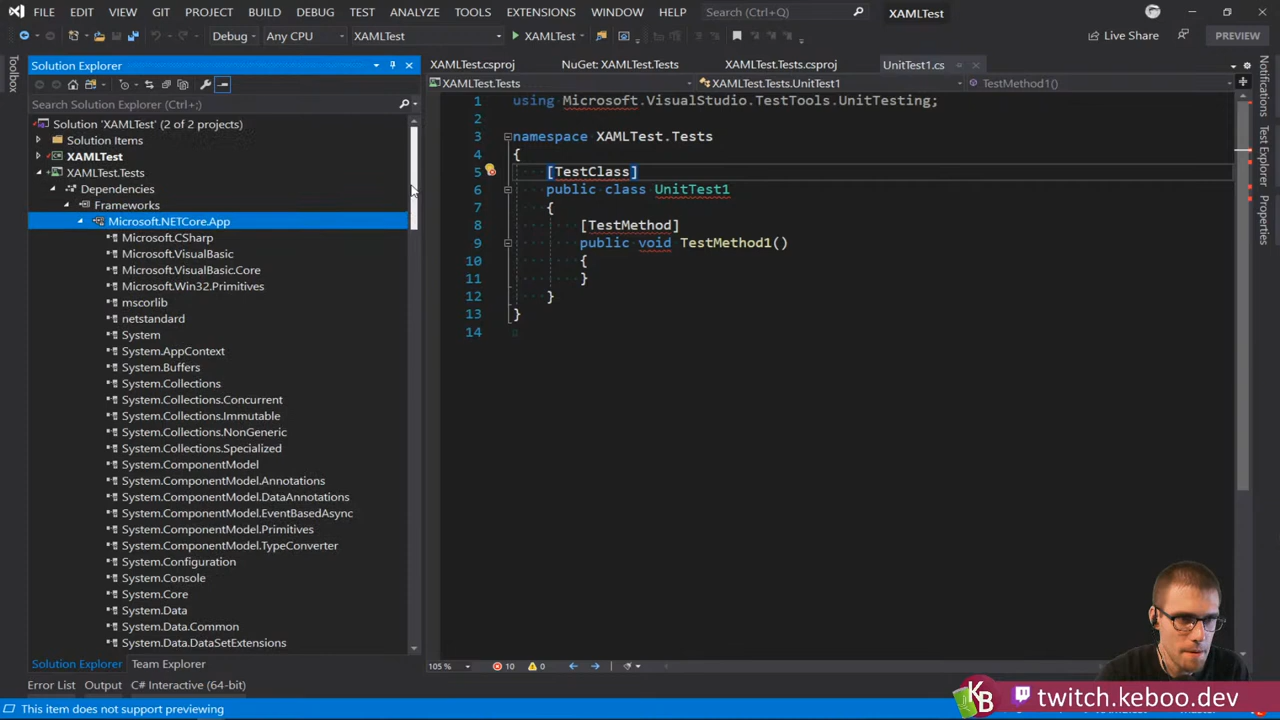 FILE EDIT VIEW GIT PROJECT BUILD DEBUG TEST ANALYZE TOOLS EXTENSIONS WINDOW HELP Search (Ctrl+Q) XAMLTest
Debug Any CPU XAMLTest XAMLTest Live Share PREVIEW
Toolbox
Solution Explorer
Search Solution Explorer (Ctrl+;)
Solution 'XAMLTest' (2 of 2 projects)
Solution Items
XAMLTest
XAMLTest.Tests
Dependencies
Frameworks
Microsoft.NETCore.App
Microsoft.CSharp
Microsoft.VisualBasic
Microsoft.VisualBasic.Core
Microsoft.Win32.Primitives
mscorlib
netstandard
System
System.AppContext
System.Buffers
System.Collections
System.Collections.Concurrent
System.Collections.Immutable
System.Collections.NonGeneric
System.Collections.Specialized
System.ComponentModel
System.ComponentModel.Annotations
System.ComponentModel.DataAnnotations
System.ComponentModel.EventBasedAsync
System.ComponentModel.Primitives
System.ComponentModel.TypeConverter
System.Configuration
System.Console
System.Core
System.Data
System.Data.Common
System.Data.DataSetExtensions
Solution Explorer Team Explorer
Error List Output C# Interactive (64-bit)
This item does not support previewing
XAMLTest.csproj NuGet: XAMLTest.Tests XAMLTest.Tests.csproj UnitTest1.cs
XAMLTest.Tests XAMLTest.Tests.UnitTest1 TestMethod1()
1 using Microsoft.VisualStudio.TestTools.UnitTesting;
2
3 namespace XAMLTest.Tests
4 {
5 [TestClass]
6 public class UnitTest1
7 {
8 [TestMethod]
9 public void TestMethod1()
10 {
11 }
12 }
13 }
14
105 % 10 0
Notifications
Test Explorer
Properties
KB twitch.keboo.dev